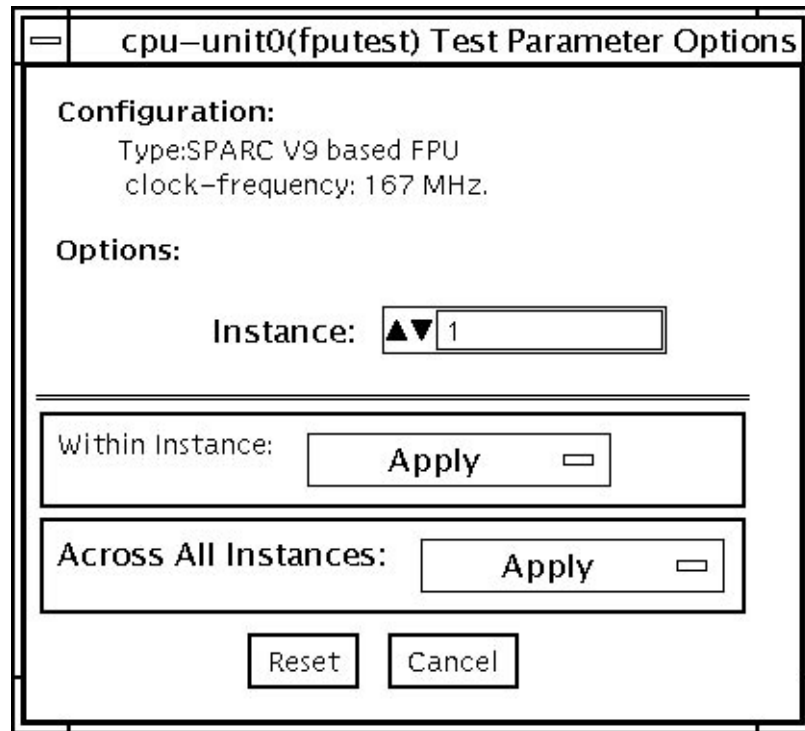 cpu-unit0(fputest) Test Parameter Options
Configuration:
Type:SPARC V9 based FPU
clock-frequency: 167 MHz.
Options:
Instance: 1
Within Instance: Apply
Across All Instances: Apply
Reset Cancel